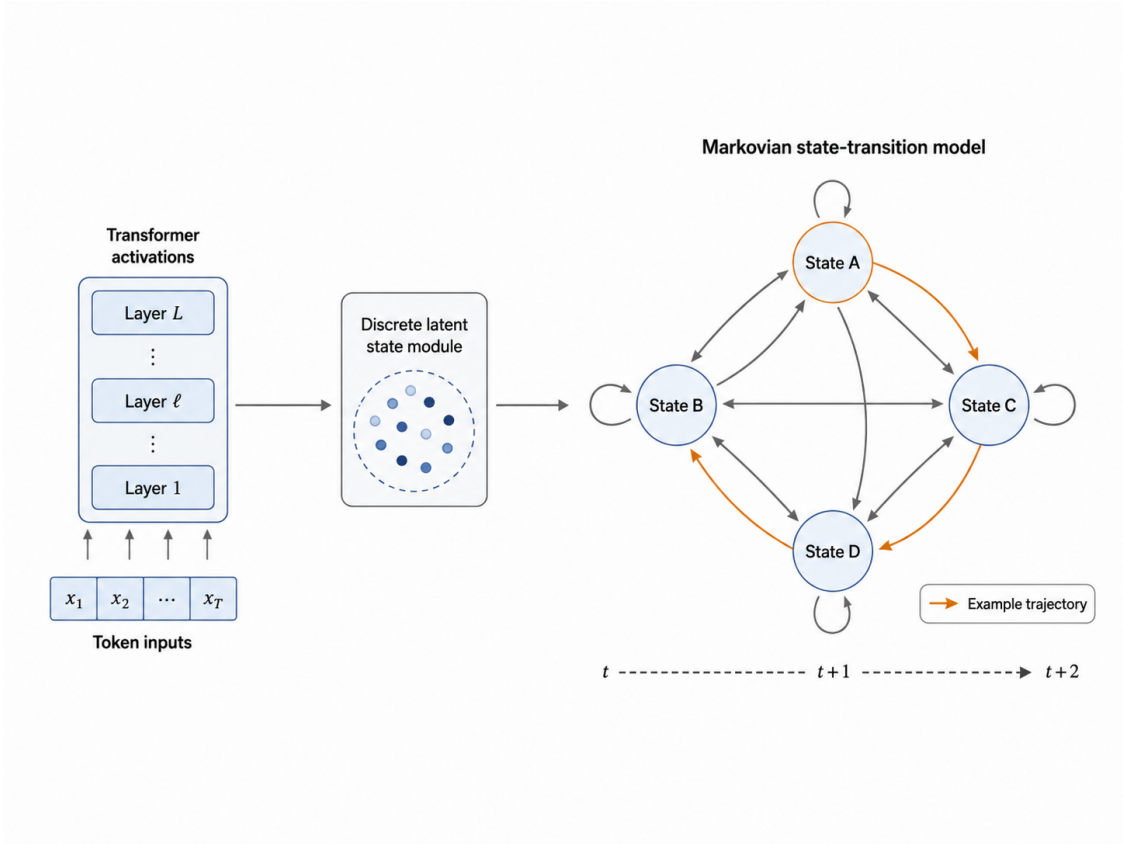 Markovian state-transition model
Transformer
activations
Layer L
⋮
Layer ℓ
⋮
Layer 1
x₁ x₂ ⋯ x_T
Token inputs
Discrete latent
state module
State A
State B
State C
State D
Example trajectory
t
t+1
t+2